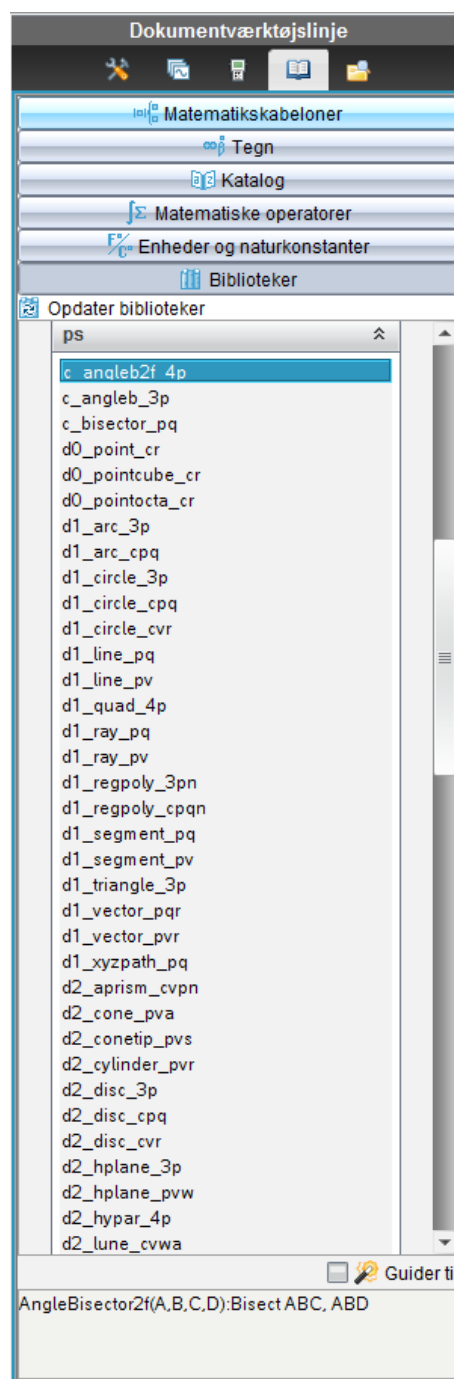 Dokumentværktøjslinje
Matematikskabeloner
Tegn
Katalog
Matematiske operatorer
Enheder og naturkonstanter
Biblioteker
Opdater biblioteker
ps
c_angleb2f_4p
c_angleb_3p
c_bisector_pq
d0_point_cr
d0_pointcube_cr
d0_pointocta_cr
d1_arc_3p
d1_arc_cpq
d1_circle_3p
d1_circle_cpq
d1_circle_cvr
d1_line_pq
d1_line_pv
d1_quad_4p
d1_ray_pq
d1_ray_pv
d1_regpoly_3pn
d1_regpoly_cpqn
d1_segment_pq
d1_segment_pv
d1_triangle_3p
d1_vector_pqr
d1_vector_pvr
d1_xyzpath_pq
d2_aprism_cvpn
d2_cone_pva
d2_conetip_pvs
d2_cylinder_pvr
d2_disc_3p
d2_disc_cpq
d2_disc_cvr
d2_hplane_3p
d2_hplane_pvw
d2_hypar_4p
d2_lune_cvwa
Guider ti
AngleBisector2f(A,B,C,D):Bisect ABC, ABD